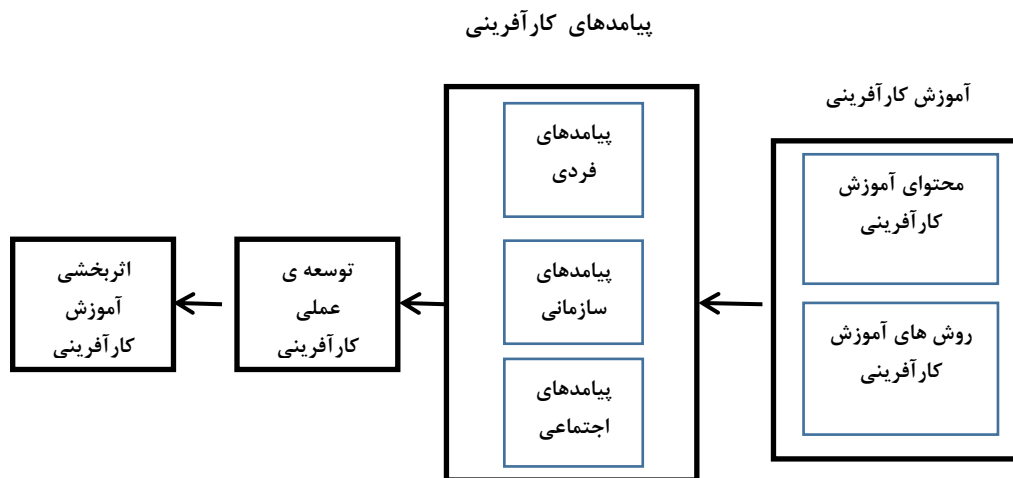 پیامدهای کارآفرینی
آموزش کارآفرینی
محتوای آموزش
کارآفرینی
روش های آموزش
کارآفرینی
پیامدهای
فردی
پیامدهای
سازمانی
پیامدهای
اجتماعی
توسعه ی
عملی
کارآفرینی
اثربخشی
آموزش
کارآفرینی